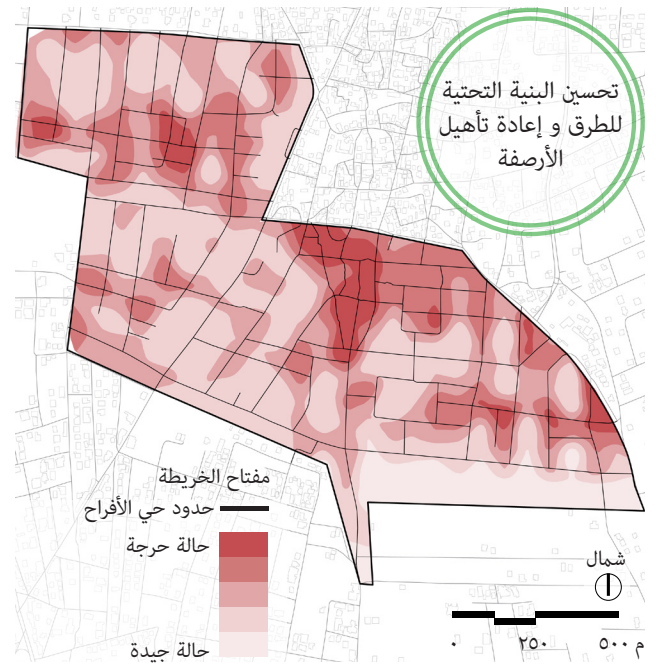 تحسين البنية التحتية
للطرق و إعادة تأهيل
الأرصفة
مفتاح الخريطة
حدود حي الأفراح
حالة حرجة
حالة جيدة
شمال
٠ ٢٥٠ ٥٠٠ م